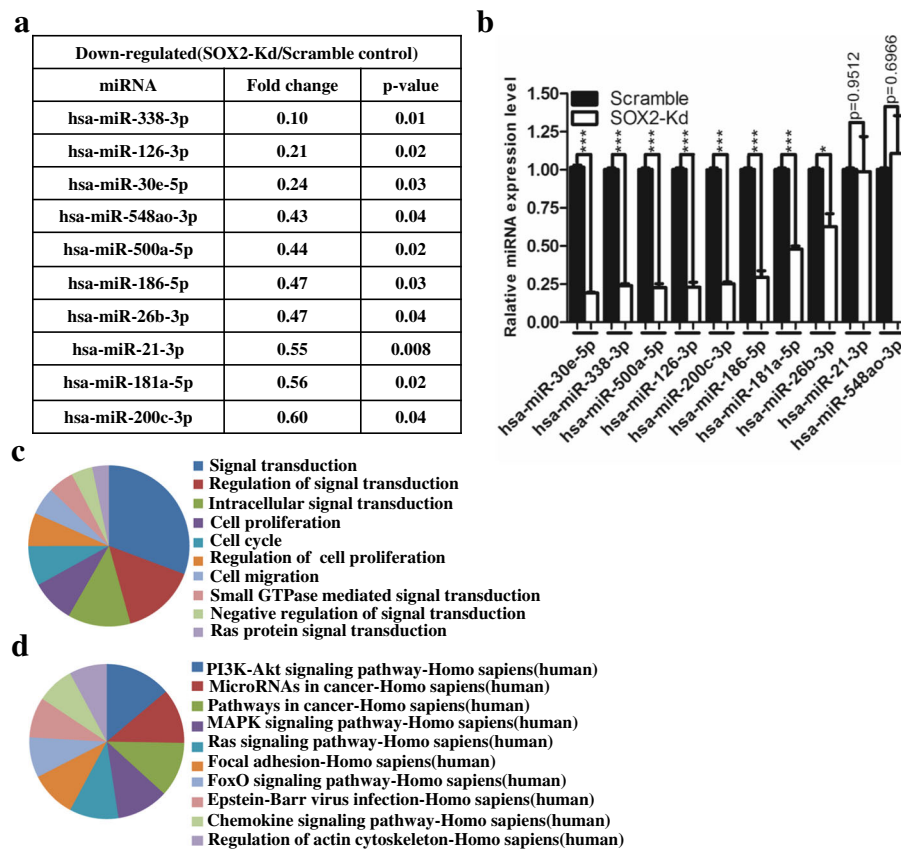 a
Down-regulated(SOX2-Kd/Scramble control)
miRNA Fold change p-value
hsa-miR-338-3p 0.10 0.01
hsa-miR-126-3p 0.21 0.02
hsa-miR-30e-5p 0.24 0.03
hsa-miR-548ao-3p 0.43 0.04
hsa-miR-500a-5p 0.44 0.02
hsa-miR-186-5p 0.47 0.03
hsa-miR-26b-3p 0.47 0.04
hsa-miR-21-3p 0.55 0.008
hsa-miR-181a-5p 0.56 0.02
hsa-miR-200c-3p 0.60 0.04
b
Ralative miRNA expression level
1.50
1.25
1.00
0.75
0.50
0.25
0.00
Scramble
SOX2-Kd
*** *** *** *** *** *** *** * p=0.9512 p=0.6966
hsa-miR-30e-5p
hsa-miR-338-3p
hsa-miR-500a-5p
hsa-miR-126-3p
hsa-miR-200c-3p
hsa-miR-186-5p
hsa-miR-181a-5p
hsa-miR-26b-3p
hsa-miR-21-3p
hsa-miR-548ao-3p
c
Signal transduction
Regulation of signal transduction
Intracellular signal transduction
Cell proliferation
Cell cycle
Regulation of cell proliferation
Cell migration
Small GTPase mediated signal transduction
Negative regulation of signal transduction
Ras protein signal transduction
d
PI3K-Akt signaling pathway-Homo sapiens(human)
MicroRNAs in cancer-Homo sapiens(human)
Pathways in cancer-Homo sapiens(human)
MAPK signaling pathway-Homo sapiens(human)
Ras signaling pathway-Homo sapiens(human)
Focal adhesion-Homo sapiens(human)
FoxO signaling pathway-Homo sapiens(human)
Epstein-Barr virus infection-Homo sapiens(human)
Chemokine signaling pathway-Homo sapiens(human)
Regulation of actin cytoskeleton-Homo sapiens(human)